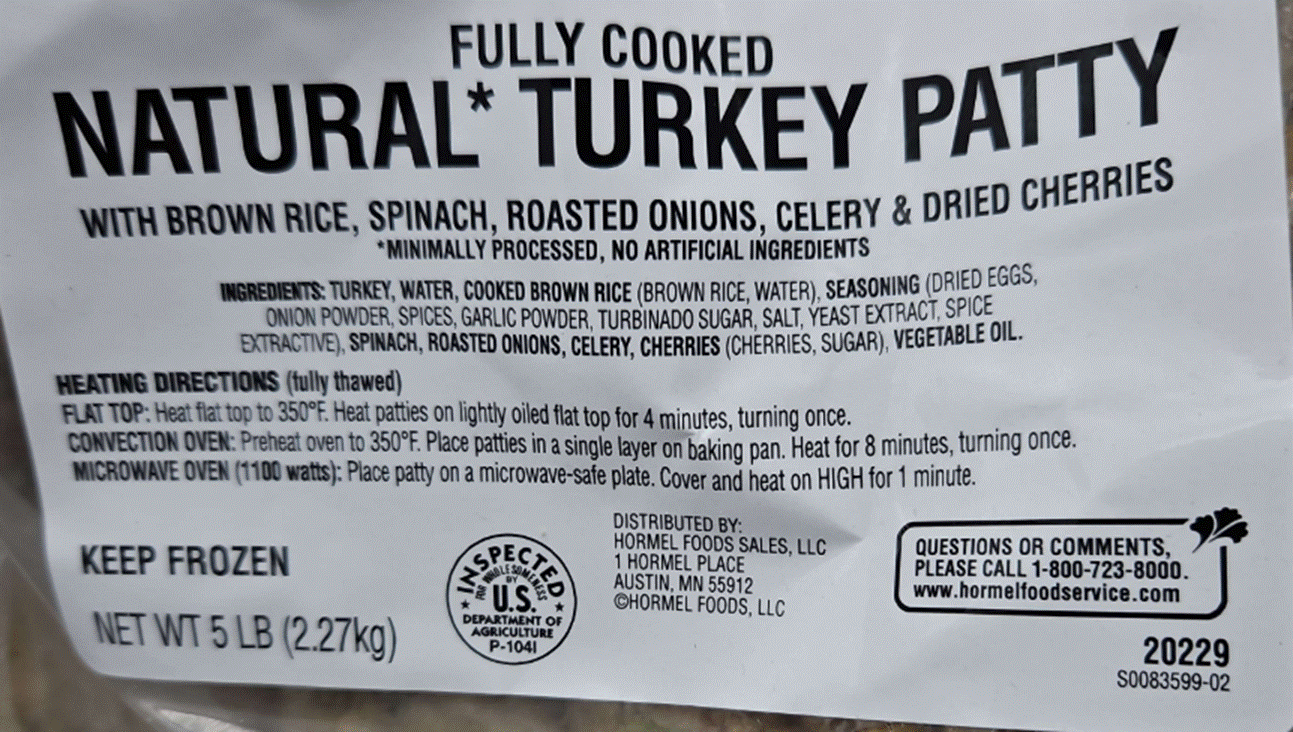 FULLY COOKED
NATURAL* TURKEY PATTY
WITH BROWN RICE, SPINACH, ROASTED ONIONS, CELERY & DRIED CHERRIES
*MINIMALLY PROCESSED, NO ARTIFICIAL INGREDIENTS
INGREDIENTS: TURKEY, WATER, COOKED BROWN RICE (BROWN RICE, WATER), SEASONING (DRIED EGGS,
ONION POWDER, SPICES, GARLIC POWDER, TURBINADO SUGAR, SALT, YEAST EXTRACT, SPICE
EXTRACTIVE), SPINACH, ROASTED ONIONS, CELERY, CHERRIES (CHERRIES, SUGAR), VEGETABLE OIL.
HEATING DIRECTIONS (fully thawed)
FLAT TOP: Heat flat top to 350°F. Heat patties on lightly oiled flat top for 4 minutes, turning once.
CONVECTION OVEN: Preheat oven to 350°F. Place patties in a single layer on baking pan. Heat for 8 minutes, turning once.
MICROWAVE OVEN (1100 watts): Place patty on a microwave-safe plate. Cover and heat on HIGH for 1 minute.
KEEP FROZEN
NET WT 5 LB (2.27kg)
INSPECTED
FOR WHOLESOMENESS
BY
U.S.
DEPARTMENT OF
AGRICULTURE
P-104I
DISTRIBUTED BY:
HORMEL FOODS SALES, LLC
1 HORMEL PLACE
AUSTIN, MN 55912
©HORMEL FOODS, LLC
QUESTIONS OR COMMENTS,
PLEASE CALL 1-800-723-8000.
www.hormelfoodservice.com
20229
S0083599-02